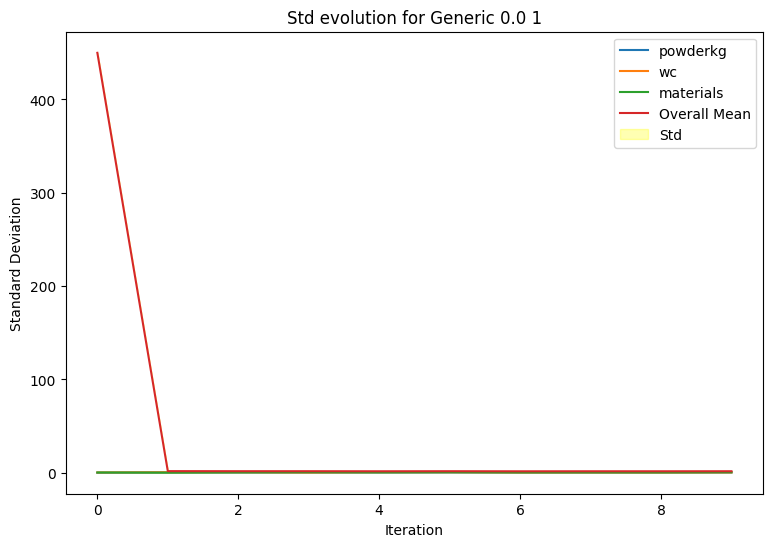 Std evolution for Generic 0.0 1
powderkg
wc
materials
Overall Mean
Std
Standard Deviation
400
300
200
100
0
0 2 4 6 8
Iteration